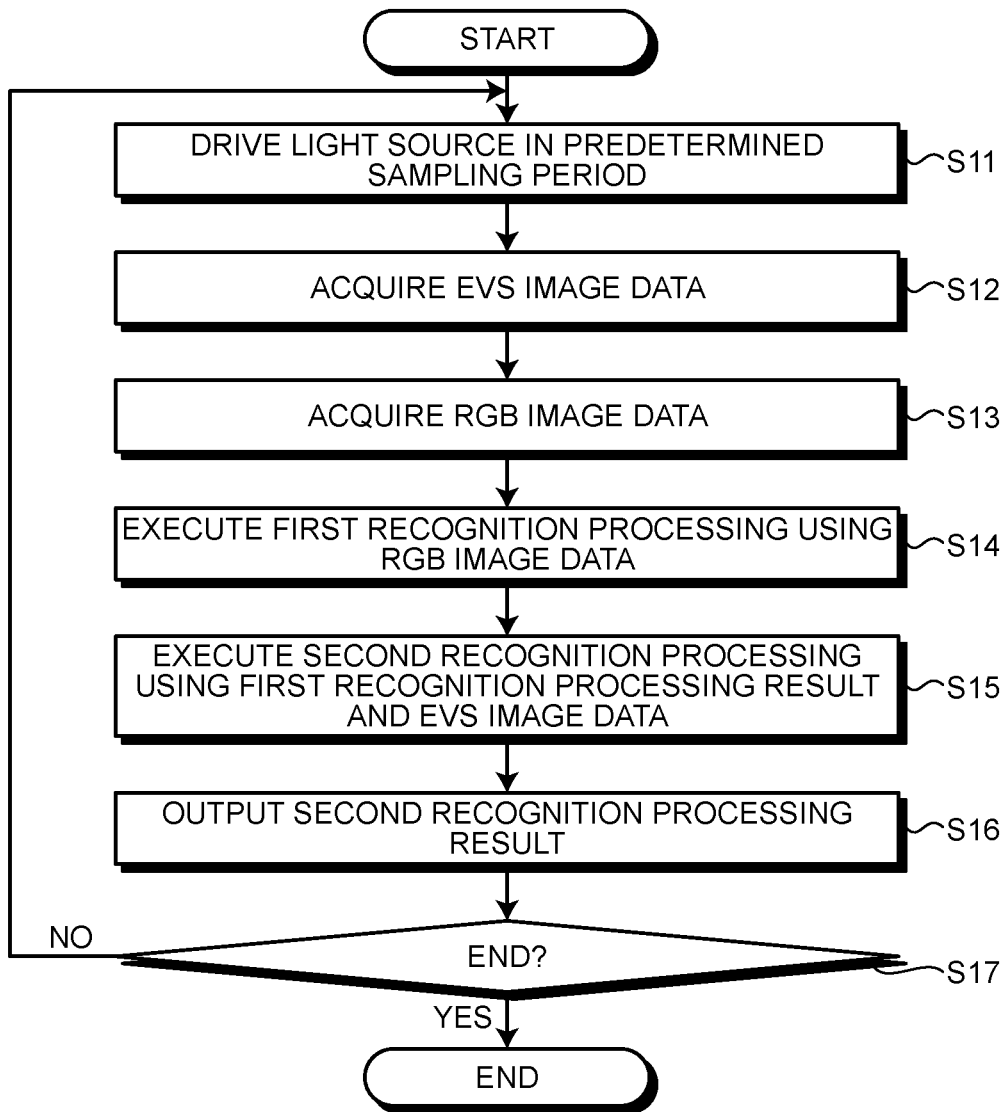 START
DRIVE LIGHT SOURCE IN PREDETERMINED
SAMPLING PERIOD
S11
ACQUIRE EVS IMAGE DATA
S12
ACQUIRE RGB IMAGE DATA
S13
EXECUTE FIRST RECOGNITION PROCESSING USING
RGB IMAGE DATA
S14
EXECUTE SECOND RECOGNITION PROCESSING
USING FIRST RECOGNITION PROCESSING RESULT
AND EVS IMAGE DATA
S15
OUTPUT SECOND RECOGNITION PROCESSING
RESULT
S16
NO
END?
S17
YES
END